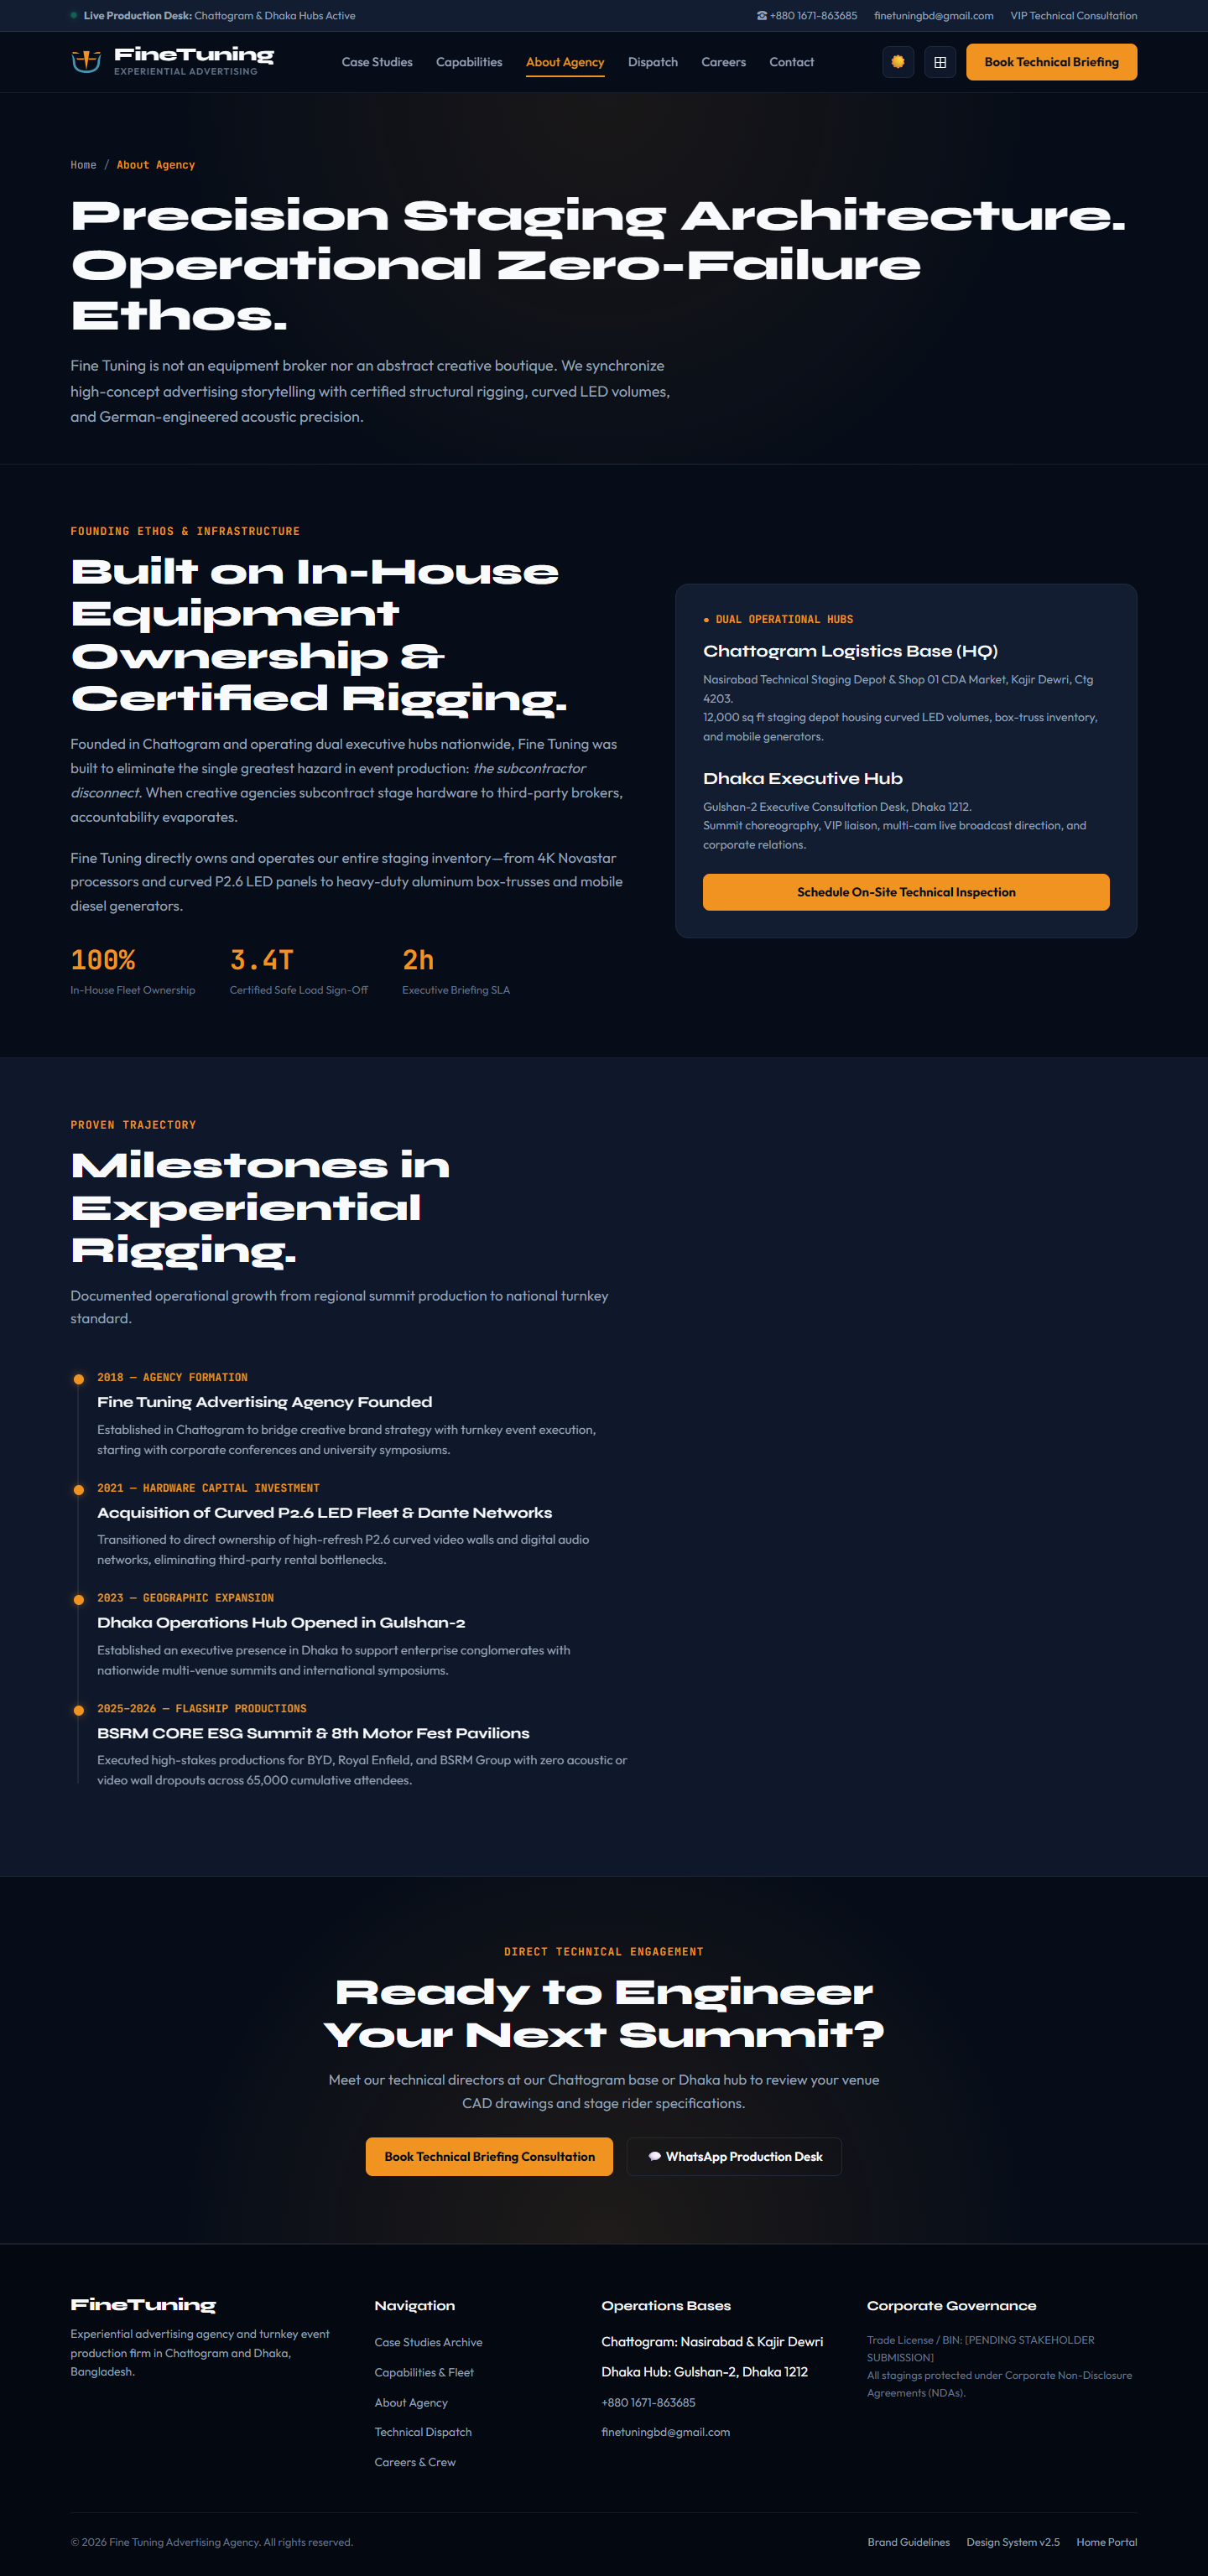 Live Production Desk: Chattogram & Dhaka Hubs Active
☎ +880 1671-863685
finetuningbd@gmail.com
VIP Technical Consultation
FineTuning
EXPERIENTIAL ADVERTISING
Case Studies
Capabilities
About Agency
Dispatch
Careers
Contact
Book Technical Briefing
Home / About Agency
Precision Staging Architecture.
Operational Zero-Failure
Ethos.
Fine Tuning is not an equipment broker nor an abstract creative boutique. We synchronize
high-concept advertising storytelling with certified structural rigging, curved LED volumes,
and German-engineered acoustic precision.
FOUNDING ETHOS & INFRASTRUCTURE
Built on In-House
Equipment
Ownership &
Certified Rigging.
Founded in Chattogram and operating dual executive hubs nationwide, Fine Tuning was
built to eliminate the single greatest hazard in event production: the subcontractor
disconnect. When creative agencies subcontract stage hardware to third-party brokers,
accountability evaporates.
Fine Tuning directly owns and operates our entire staging inventory—from 4K Novastar
processors and curved P2.6 LED panels to heavy-duty aluminum box-trusses and mobile
diesel generators.
100%
In-House Fleet Ownership
3.4T
Certified Safe Load Sign-Off
2h
Executive Briefing SLA
● DUAL OPERATIONAL HUBS
Chattogram Logistics Base (HQ)
Nasirabad Technical Staging Depot & Shop 01 CDA Market, Kajir Dewri, Ctg
4203.
12,000 sq ft staging depot housing curved LED volumes, box-truss inventory,
and mobile generators.
Dhaka Executive Hub
Gulshan-2 Executive Consultation Desk, Dhaka 1212.
Summit choreography, VIP liaison, multi-cam live broadcast direction, and
corporate relations.
Schedule On-Site Technical Inspection
PROVEN TRAJECTORY
Milestones in
Experiential
Rigging.
Documented operational growth from regional summit production to national turnkey
standard.
2018 — AGENCY FORMATION
Fine Tuning Advertising Agency Founded
Established in Chattogram to bridge creative brand strategy with turnkey event execution,
starting with corporate conferences and university symposiums.
2021 — HARDWARE CAPITAL INVESTMENT
Acquisition of Curved P2.6 LED Fleet & Dante Networks
Transitioned to direct ownership of high-refresh P2.6 curved video walls and digital audio
networks, eliminating third-party rental bottlenecks.
2023 — GEOGRAPHIC EXPANSION
Dhaka Operations Hub Opened in Gulshan-2
Established an executive presence in Dhaka to support enterprise conglomerates with
nationwide multi-venue summits and international symposiums.
2025–2026 — FLAGSHIP PRODUCTIONS
BSRM CORE ESG Summit & 8th Motor Fest Pavilions
Executed high-stakes productions for BYD, Royal Enfield, and BSRM Group with zero acoustic or
video wall dropouts across 65,000 cumulative attendees.
DIRECT TECHNICAL ENGAGEMENT
Ready to Engineer
Your Next Summit?
Meet our technical directors at our Chattogram base or Dhaka hub to review your venue
CAD drawings and stage rider specifications.
Book Technical Briefing Consultation
WhatsApp Production Desk
FineTuning
Experiential advertising agency and turnkey event
production firm in Chattogram and Dhaka,
Bangladesh.
Navigation
Case Studies Archive
Capabilities & Fleet
About Agency
Technical Dispatch
Careers & Crew
Operations Bases
Chattogram: Nasirabad & Kajir Dewri
Dhaka Hub: Gulshan-2, Dhaka 1212
+880 1671-863685
finetuningbd@gmail.com
Corporate Governance
Trade License / BIN: [PENDING STAKEHOLDER
SUBMISSION]
All stagings protected under Corporate Non-Disclosure
Agreements (NDAs).
© 2026 Fine Tuning Advertising Agency. All rights reserved.
Brand Guidelines
Design System v2.5
Home Portal